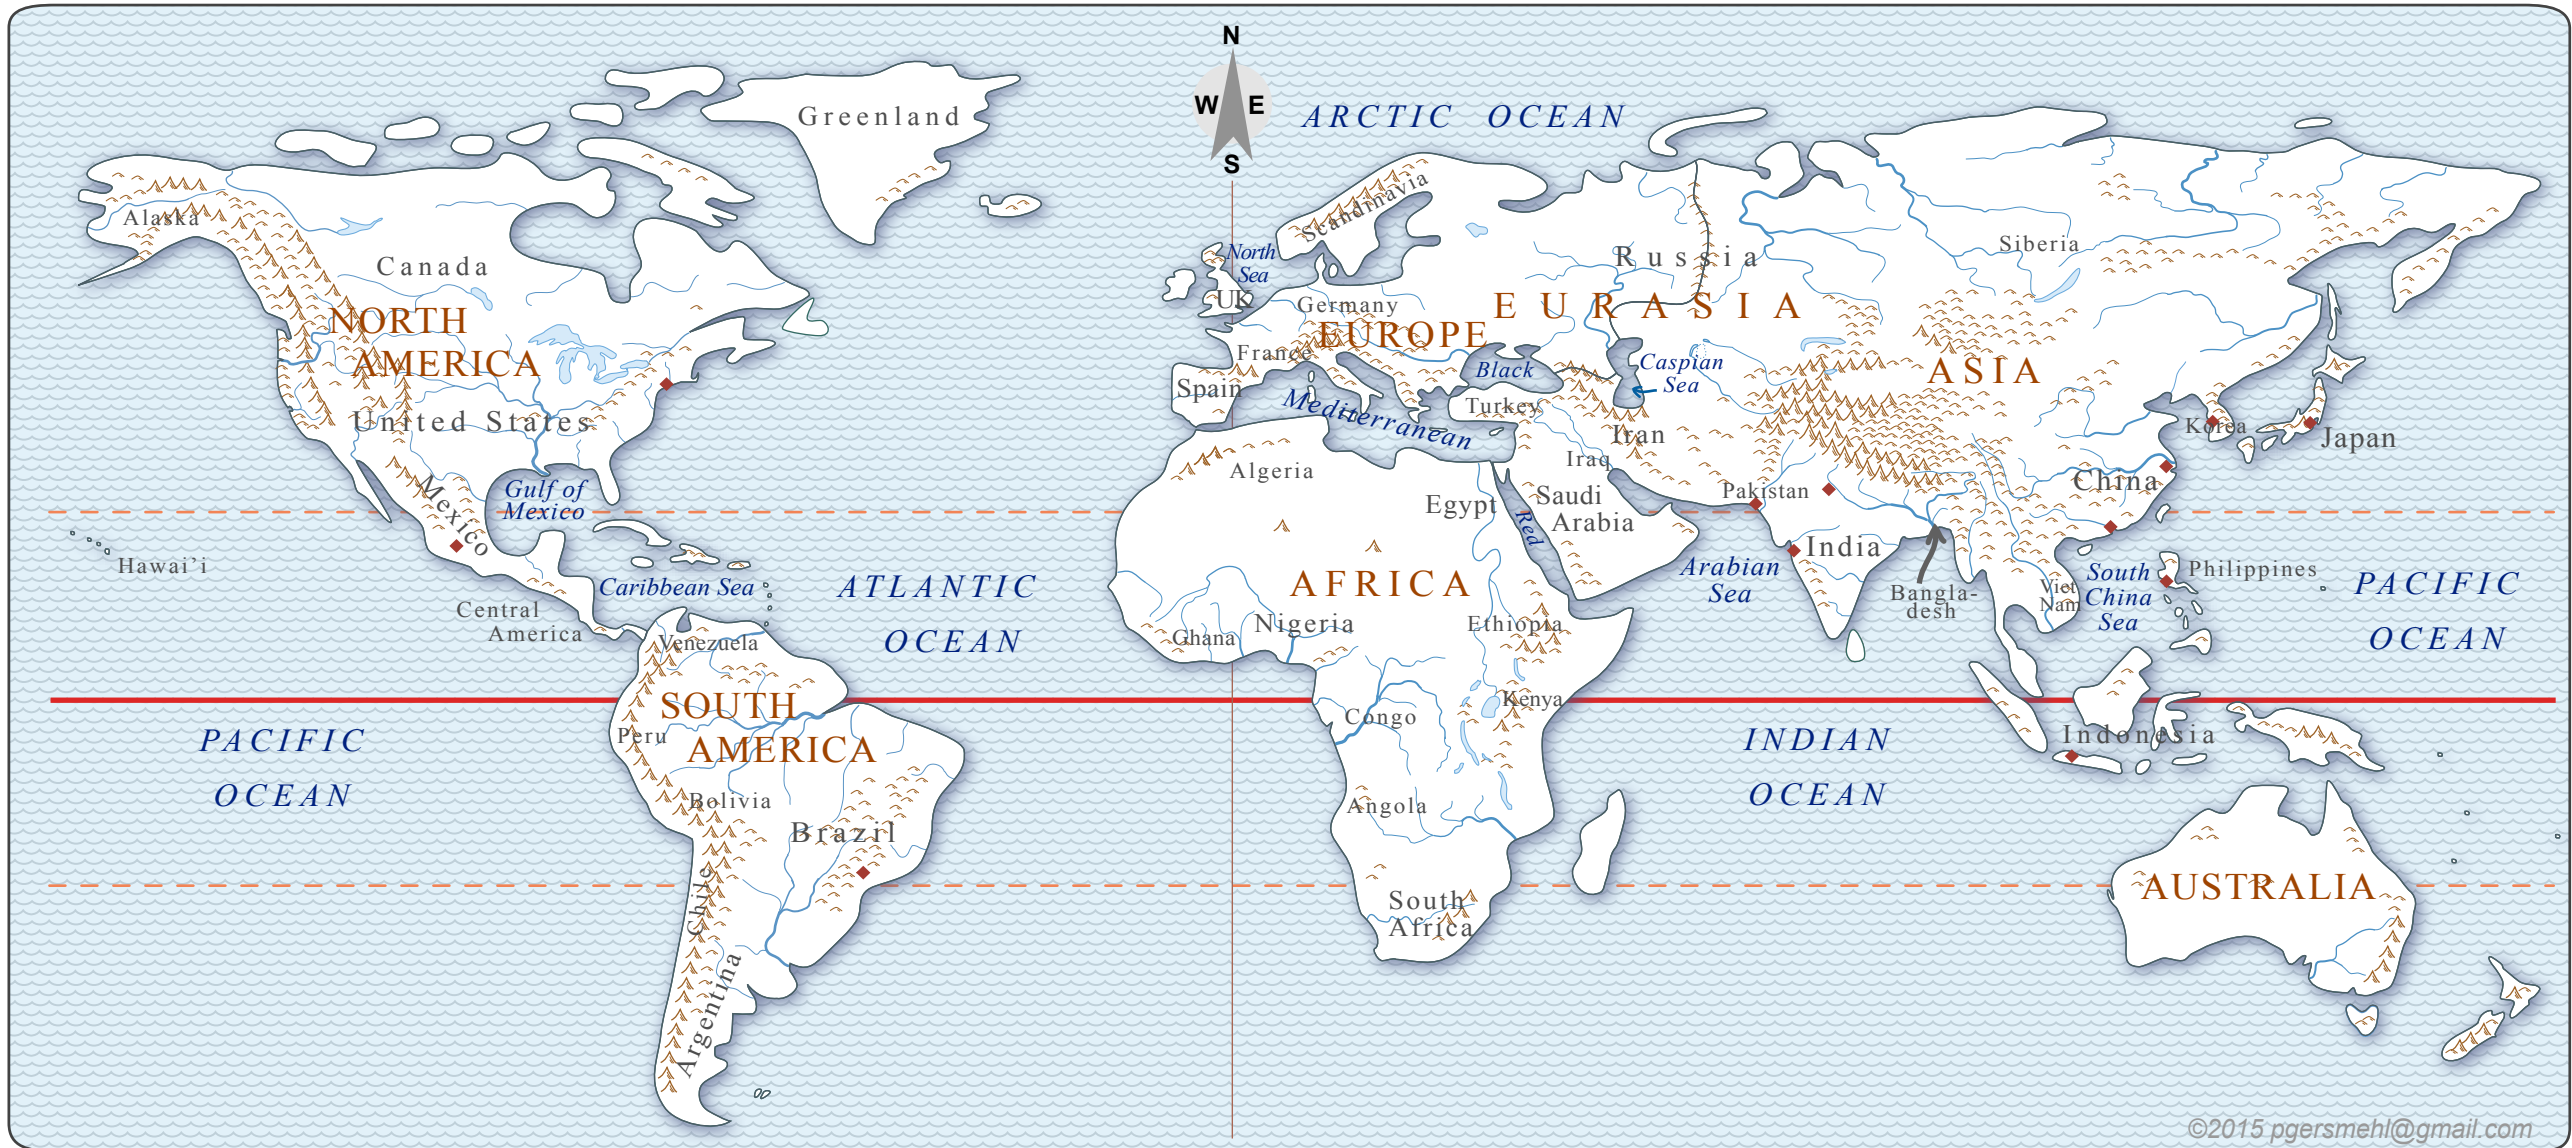 N
W E
S
ARCTIC OCEAN
Greenland
Alaska
Canada
NORTH
AMERICA
United States
Mexico
Gulf of
Mexico
Hawai’i
Central
America
Caribbean Sea
ATLANTIC
OCEAN
PACIFIC
OCEAN
Venezuela
SOUTH
AMERICA
Peru
Bolivia
Brazil
Chile
Argentina
Scandinavia
North
Sea
UK
Germany
EUROPE
France
Spain
Mediterranean
Black
Turkey
Caspian
Sea
Russia
EURASIA
Siberia
ASIA
Iran
Iraq
Saudi
Arabia
Red
Egypt
Algeria
AFRICA
Nigeria
Ghana
Ethiopia
Kenya
Congo
Angola
South
Africa
Pakistan
India
Arabian
Sea
Bangla-
desh
China
Korea
Japan
Viet
Nam
South
China
Sea
Philippines
PACIFIC
OCEAN
INDIAN
OCEAN
Indonesia
AUSTRALIA
©2015 pgersmehl@gmail.com